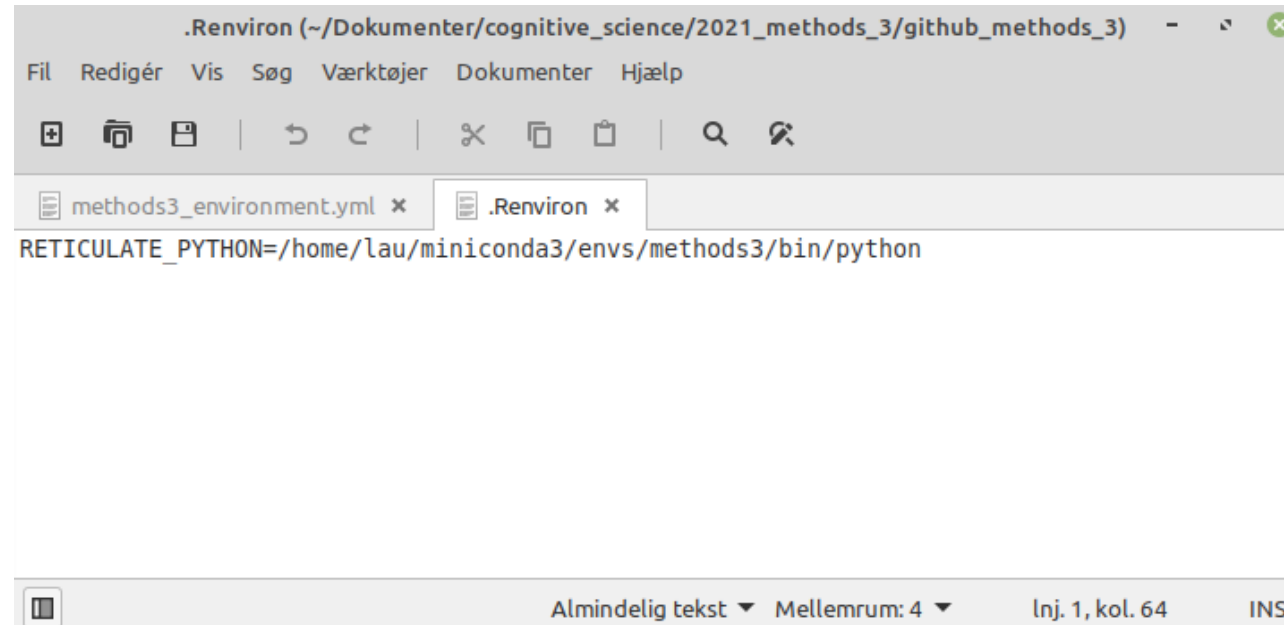 .Renviron (~/Dokumenter/cognitive_science/2021_methods_3/github_methods_3)
Fil Redigér Vis Søg Værktøjer Dokumenter Hjælp
methods3_environment.yml .Renviron
RETICULATE_PYTHON=/home/lau/miniconda3/envs/methods3/bin/python
Almindelig tekst Mellemrum: 4 lnj. 1, kol. 64 INS